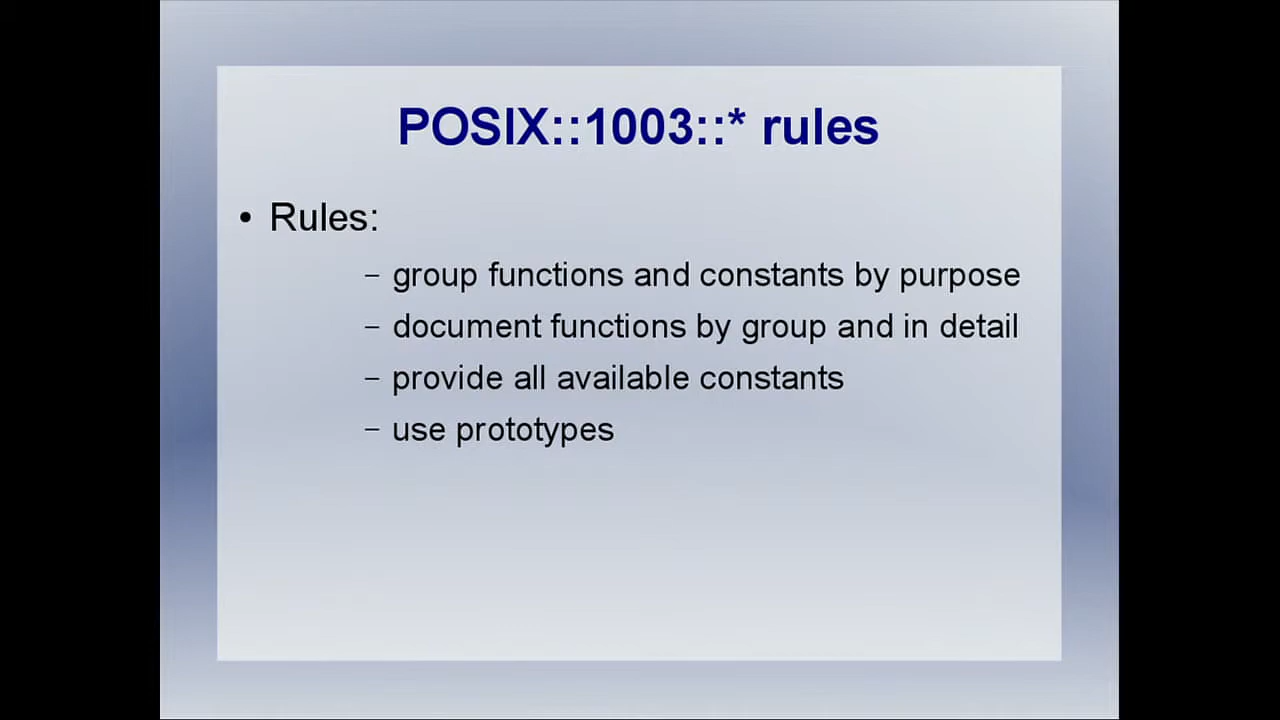 POSIX::1003::* rules
• Rules:
– group functions and constants by purpose
– document functions by group and in detail
– provide all available constants
– use prototypes